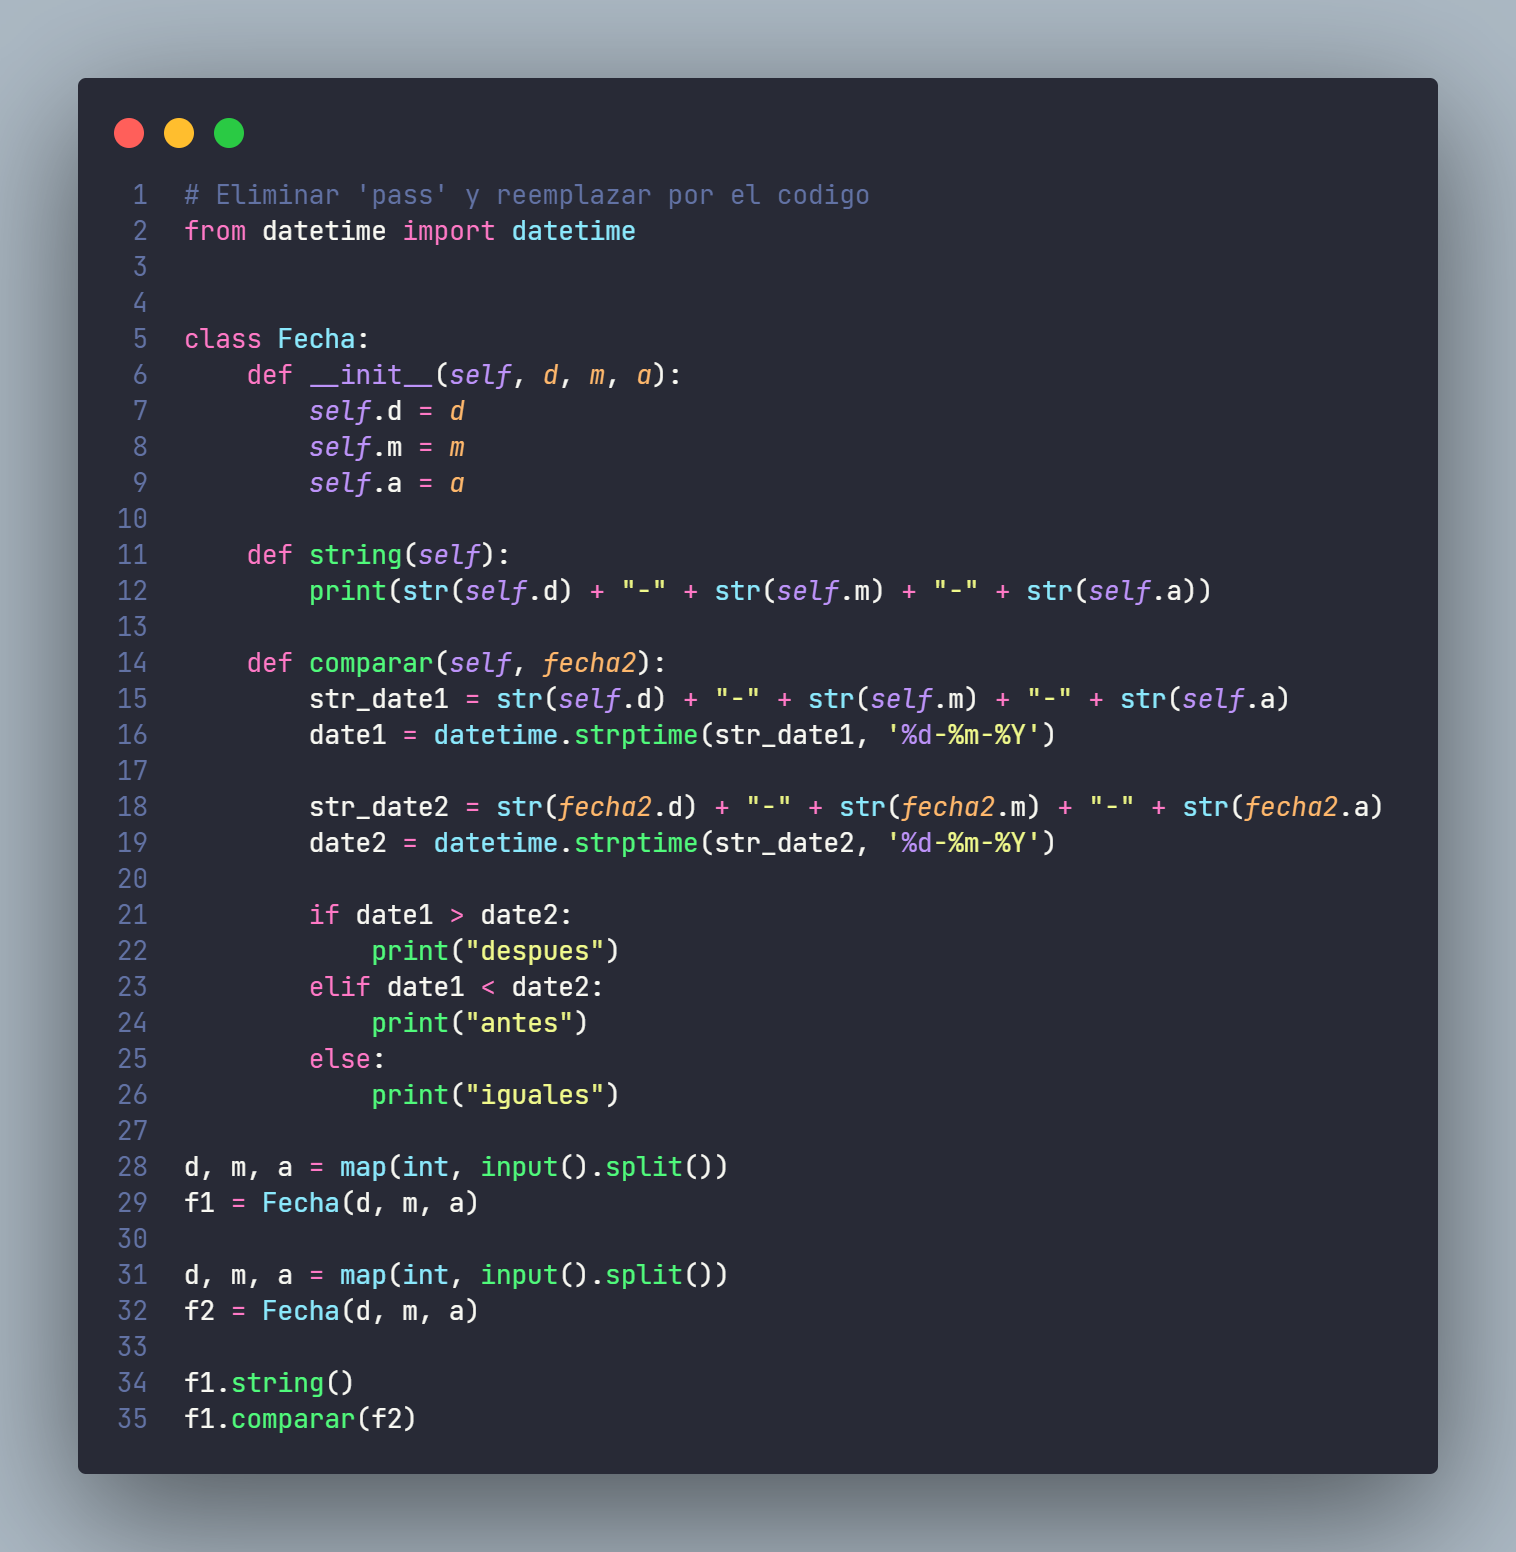 1 # Eliminar 'pass' y reemplazar por el codigo
2 from datetime import datetime
3
4
5 class Fecha:
6     def __init__(self, d, m, a):
7         self.d = d
8         self.m = m
9         self.a = a
10
11     def string(self):
12         print(str(self.d) + "-" + str(self.m) + "-" + str(self.a))
13
14     def comparar(self, fecha2):
15         str_date1 = str(self.d) + "-" + str(self.m) + "-" + str(self.a)
16         date1 = datetime.strptime(str_date1, '%d-%m-%Y')
17
18         str_date2 = str(fecha2.d) + "-" + str(fecha2.m) + "-" + str(fecha2.a)
19         date2 = datetime.strptime(str_date2, '%d-%m-%Y')
20
21         if date1 > date2:
22             print("despues")
23         elif date1 < date2:
24             print("antes")
25         else:
26             print("iguales")
27
28 d, m, a = map(int, input().split())
29 f1 = Fecha(d, m, a)
30
31 d, m, a = map(int, input().split())
32 f2 = Fecha(d, m, a)
33
34 f1.string()
35 f1.comparar(f2)